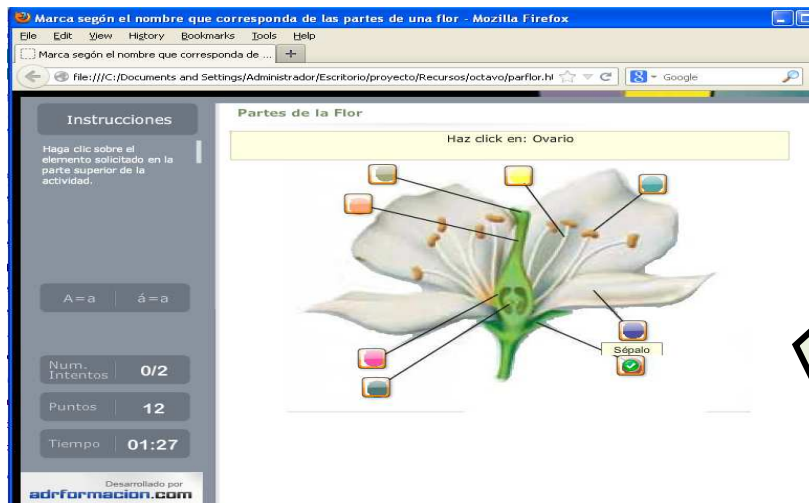 Marca según el nombre que corresponda de las partes de una flor - Mozilla Firefox
File Edit View History Bookmarks Tools Help
Marca según el nombre que corresponda de ... +
file:///C:/Documents and Settings/Administrador/Escritorio/proyecto/Recursos/octavo/parflor.hl
Google
Instrucciones
Haga clic sobre el
elemento solicitado en la
parte superior de la
actividad.
A=a á=a
Num.
Intentos 0/2
Puntos 12
Tiempo 01:27
Desarrollado por
adrformacion.com
Partes de la Flor
Haz click en: Ovario
Sépalo